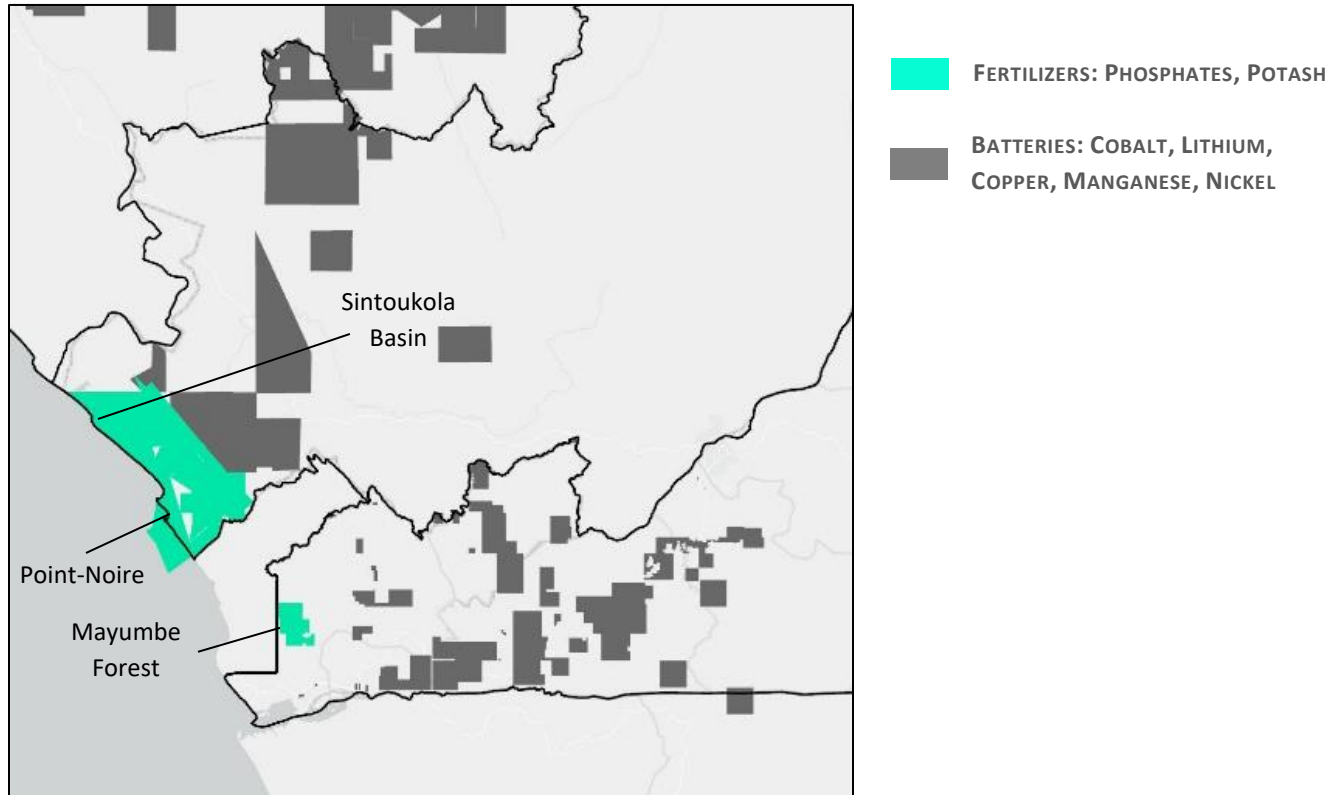 Sintoukola
Basin
Point-Noire
Mayumbe
Forest
FERTILIZERS: PHOSPHATES, POTASH
BATTERIES: COBALT, LITHIUM,
COPPER, MANGANESE, NICKEL